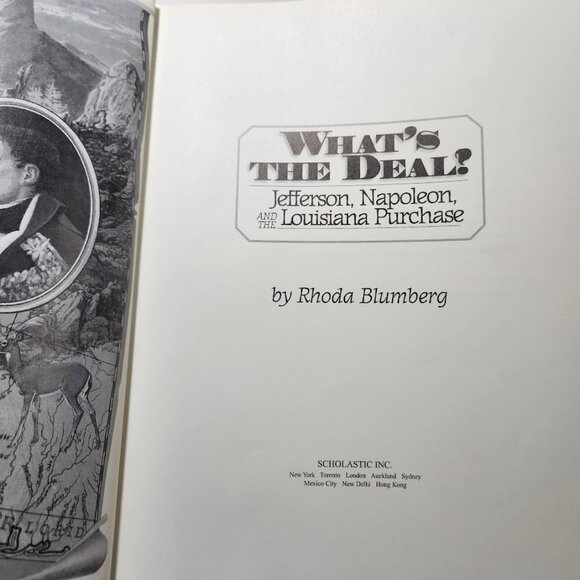 WHAT'S
THE DEAL?
Jefferson, Napoleon,
AND THE Louisiana Purchase
by Rhoda Blumberg
SCHOLASTIC INC.
New York Toronto London Auckland Sydney
Mexico City New Delhi Hong Kong